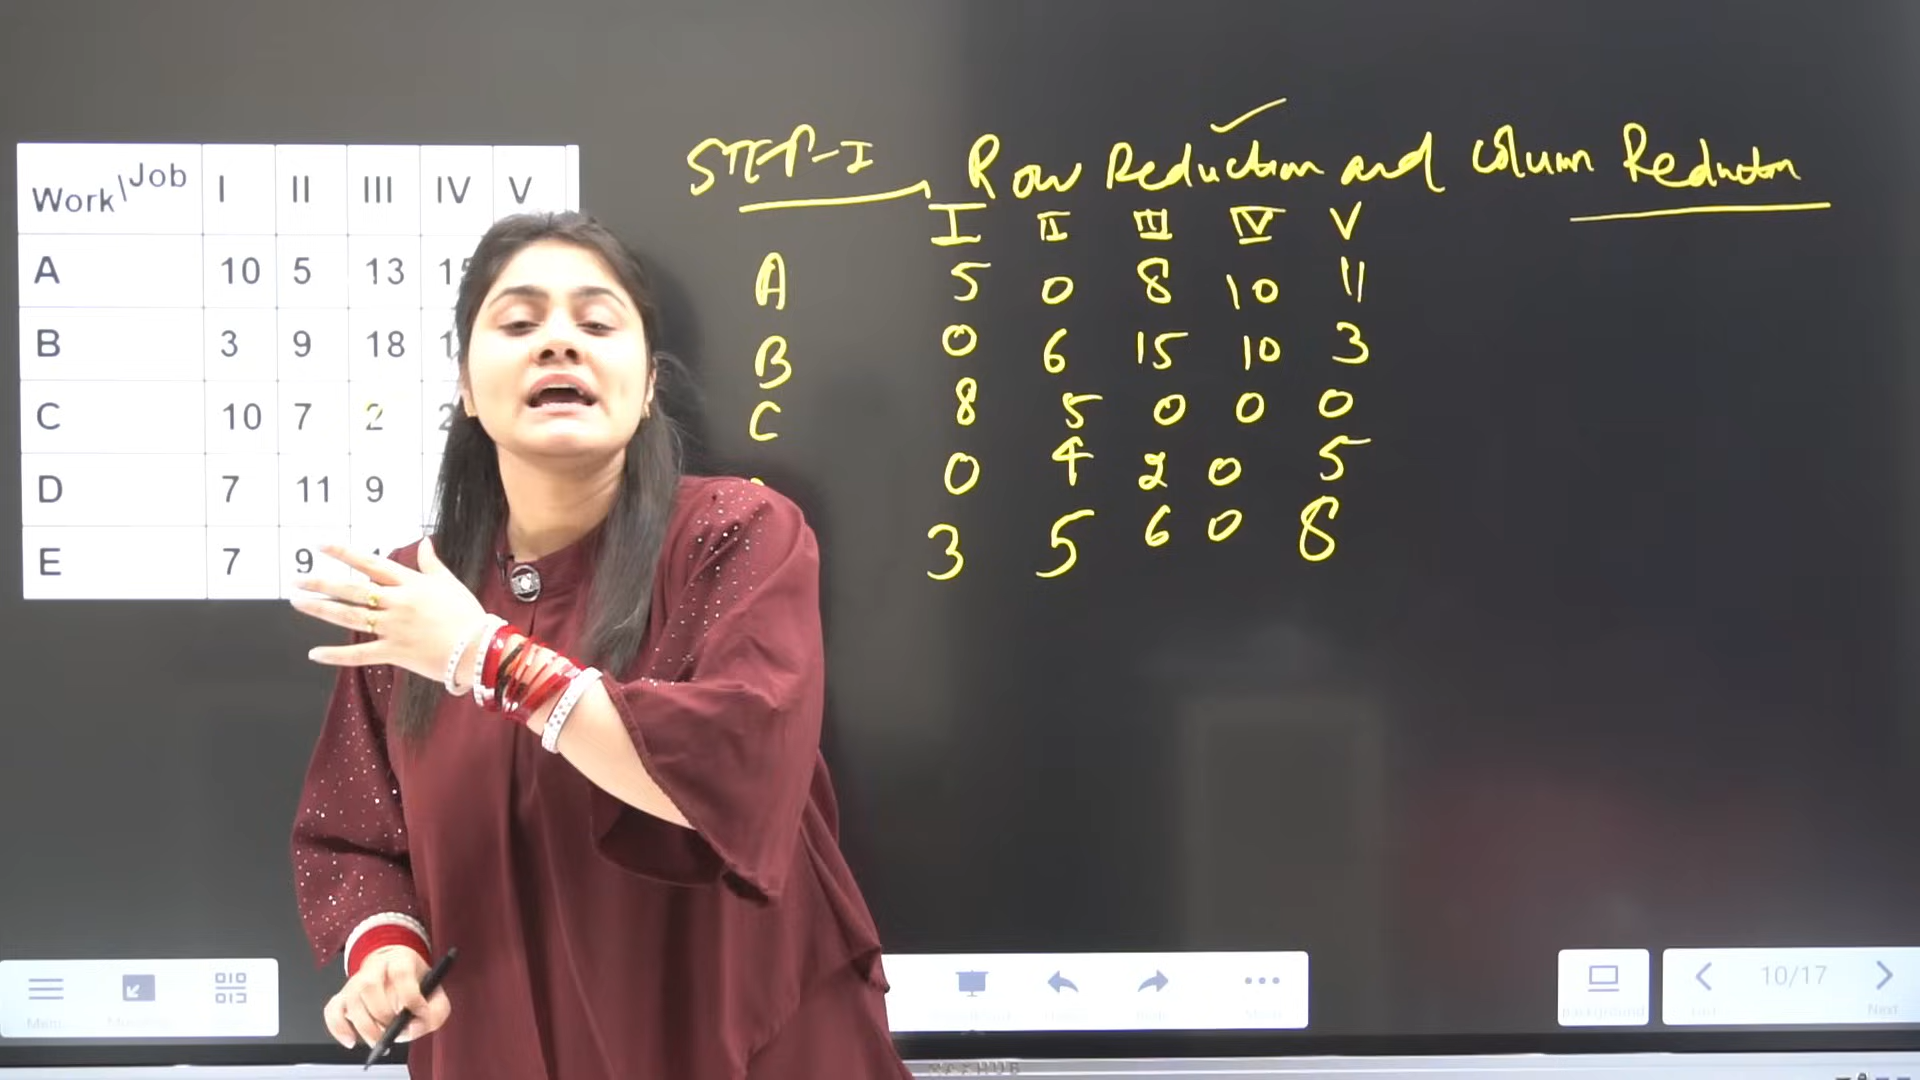 Work/Job I II III IV V
A 10 5 13
B 3 9 18
C 10 7 2
D 7 11 9
E 7 9
STEP-I Row Reduction and Column Reduction
I II III IV V
A 5 0 8 10 11
B 0 6 15 10 3
C 8 5 0 0 0
0 4 2 0 5
3 5 6 0 8
10/17
Next